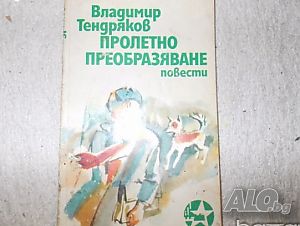 Владимир
Тендряков
ПРОЛЕТНО
ПРЕОБРАЗЯВАНЕ
повести
ALO.bg